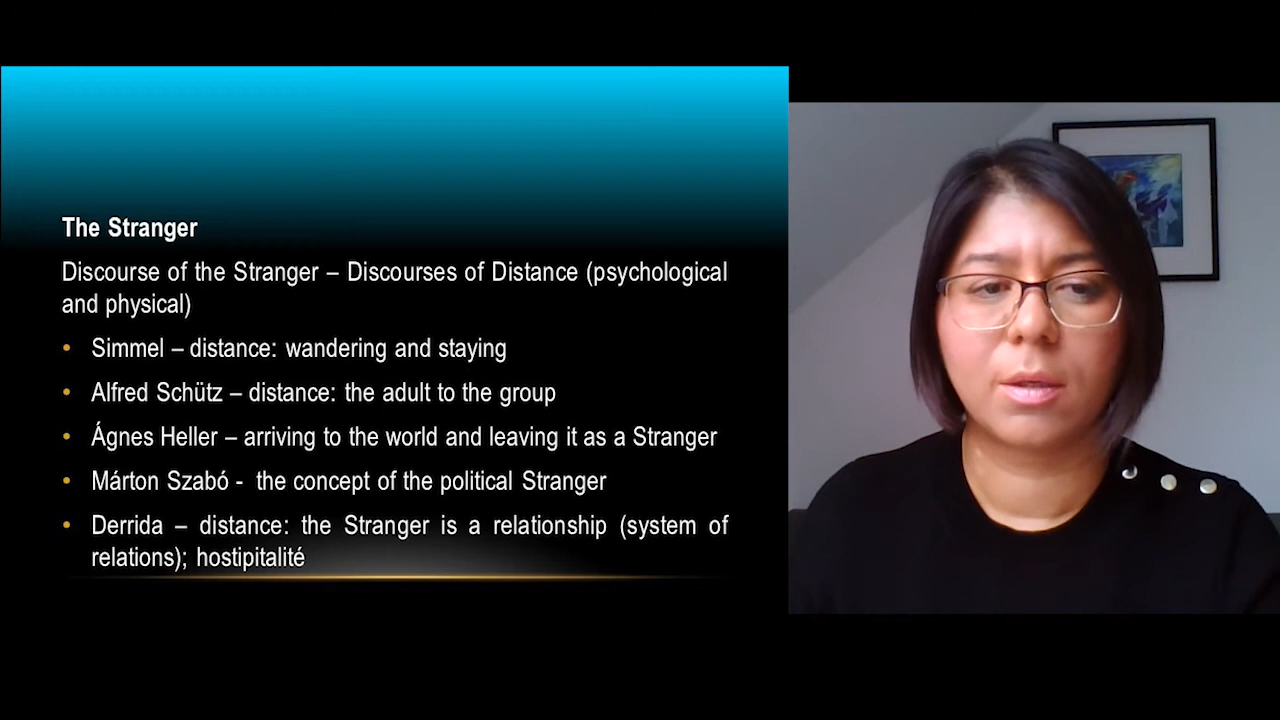 The Stranger
Discourse of the Stranger – Discourses of Distance (psychological
and physical)
• Simmel – distance: wandering and staying
• Alfred Schütz – distance: the adult to the group
• Ágnes Heller – arriving to the world and leaving it as a Stranger
• Márton Szabó - the concept of the political Stranger
• Derrida – distance: the Stranger is a relationship (system of
relations); hostipitalité